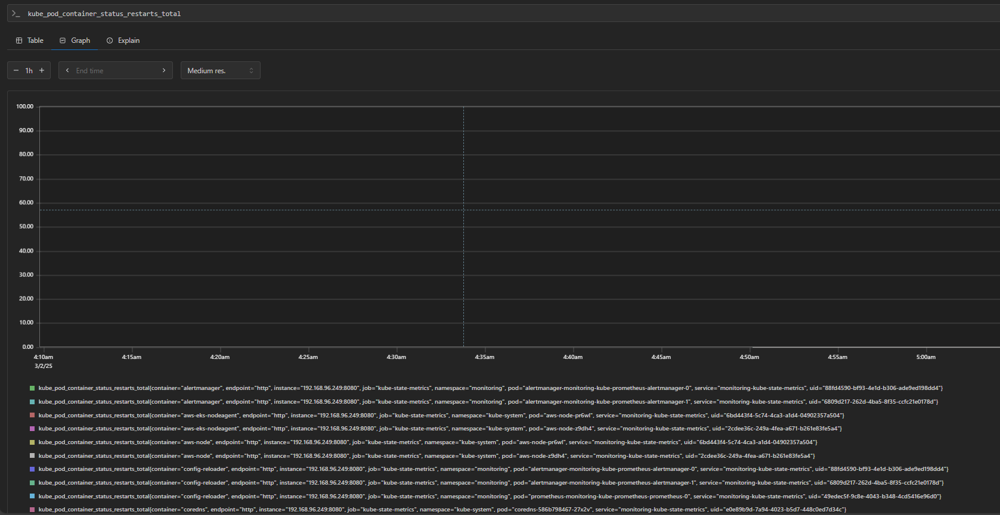 >_ kube_pod_container_status_restarts_total
Table Graph Explain
− 1h + < End time > Medium res.
100.00
90.00
80.00
70.00
60.00
50.00
40.00
30.00
20.00
10.00
0.00
4:10am 4:15am 4:20am 4:25am 4:30am 4:35am 4:40am 4:45am 4:50am 4:55am 5:00am
3/2/25
kube_pod_container_status_restarts_total{container="alertmanager", endpoint="http", instance="192.168.96.249:8080", job="kube-state-metrics", namespace="monitoring", pod="alertmanager-monitoring-kube-prometheus-alertmanager-0", service="monitoring-kube-state-metrics", uid="88fd4590-bf93-4e1d-b306-ade9ed198dd4"}
kube_pod_container_status_restarts_total{container="alertmanager", endpoint="http", instance="192.168.96.249:8080", job="kube-state-metrics", namespace="monitoring", pod="alertmanager-monitoring-kube-prometheus-alertmanager-1", service="monitoring-kube-state-metrics", uid="6809d217-262d-4ba5-8f35-ccfc21e0178d"}
kube_pod_container_status_restarts_total{container="aws-eks-nodeagent", endpoint="http", instance="192.168.96.249:8080", job="kube-state-metrics", namespace="kube-system", pod="aws-node-pr6wl", service="monitoring-kube-state-metrics", uid="6bd443f4-5c74-4ca3-a1d4-04902357a504"}
kube_pod_container_status_restarts_total{container="aws-eks-nodeagent", endpoint="http", instance="192.168.96.249:8080", job="kube-state-metrics", namespace="kube-system", pod="aws-node-z9dh4", service="monitoring-kube-state-metrics", uid="2cdee36c-249a-4fea-a671-b261e83fe5a4"}
kube_pod_container_status_restarts_total{container="aws-node", endpoint="http", instance="192.168.96.249:8080", job="kube-state-metrics", namespace="kube-system", pod="aws-node-pr6wl", service="monitoring-kube-state-metrics", uid="6bd443f4-5c74-4ca3-a1d4-04902357a504"}
kube_pod_container_status_restarts_total{container="aws-node", endpoint="http", instance="192.168.96.249:8080", job="kube-state-metrics", namespace="kube-system", pod="aws-node-z9dh4", service="monitoring-kube-state-metrics", uid="2cdee36c-249a-4fea-a671-b261e83fe5a4"}
kube_pod_container_status_restarts_total{container="config-reloader", endpoint="http", instance="192.168.96.249:8080", job="kube-state-metrics", namespace="monitoring", pod="alertmanager-monitoring-kube-prometheus-alertmanager-0", service="monitoring-kube-state-metrics", uid="88fd4590-bf93-4e1d-b306-ade9ed198dd4"}
kube_pod_container_status_restarts_total{container="config-reloader", endpoint="http", instance="192.168.96.249:8080", job="kube-state-metrics", namespace="monitoring", pod="alertmanager-monitoring-kube-prometheus-alertmanager-1", service="monitoring-kube-state-metrics", uid="6809d217-262d-4ba5-8f35-ccfc21e0178d"}
kube_pod_container_status_restarts_total{container="config-reloader", endpoint="http", instance="192.168.96.249:8080", job="kube-state-metrics", namespace="monitoring", pod="prometheus-monitoring-kube-prometheus-prometheus-0", service="monitoring-kube-state-metrics", uid="49edec5f-9c8e-4043-b348-4cd5416e96d0"}
kube_pod_container_status_restarts_total{container="coredns", endpoint="http", instance="192.168.96.249:8080", job="kube-state-metrics", namespace="kube-system", pod="coredns-586b798467-27x2v", service="monitoring-kube-state-metrics", uid="e0e89b9d-7a94-4023-b5d7-448c0ed7d34c"}